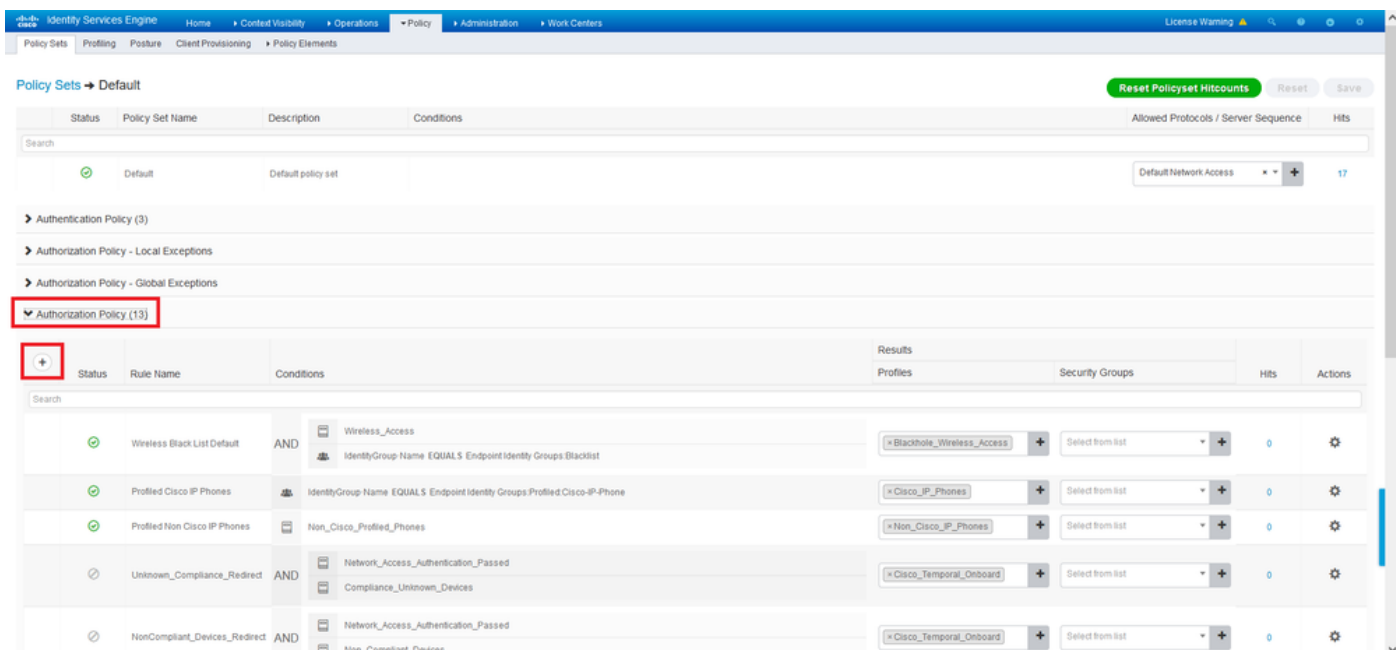 cisco Identity Services Engine Home Context Visibility Operations Policy Administration Work Centers License Warning
Policy Sets Profiling Posture Client Provisioning Policy Elements
Policy Sets → Default
Reset Policyset Hitcounts Reset Save
Status Policy Set Name Description Conditions Allowed Protocols / Server Sequence Hits
Search
Default Default policy set Default Network Access × + 17
Authentication Policy (3)
Authorization Policy - Local Exceptions
Authorization Policy - Global Exceptions
Authorization Policy (13)
Results
+ Status Rule Name Conditions Profiles Security Groups Hits Actions
Search
Wireless Black List Default AND Wireless_Access
IdentityGroup·Name EQUALS Endpoint Identity Groups:Blacklist
× Blackhole_Wireless_Access + Select from list + 0
Profiled Cisco IP Phones IdentityGroup·Name EQUALS Endpoint Identity Groups:Profiled:Cisco-IP-Phone × Cisco_IP_Phones + Select from list + 0
Profiled Non Cisco IP Phones Non_Cisco_Profiled_Phones × Non_Cisco_IP_Phones + Select from list + 0
Unknown_Compliance_Redirect AND Network_Access_Authentication_Passed
Compliance_Unknown_Devices
× Cisco_Temporal_Onboard + Select from list + 0
NonCompliant_Devices_Redirect AND Network_Access_Authentication_Passed
Non_Compliant_Devices
× Cisco_Temporal_Onboard + Select from list + 0